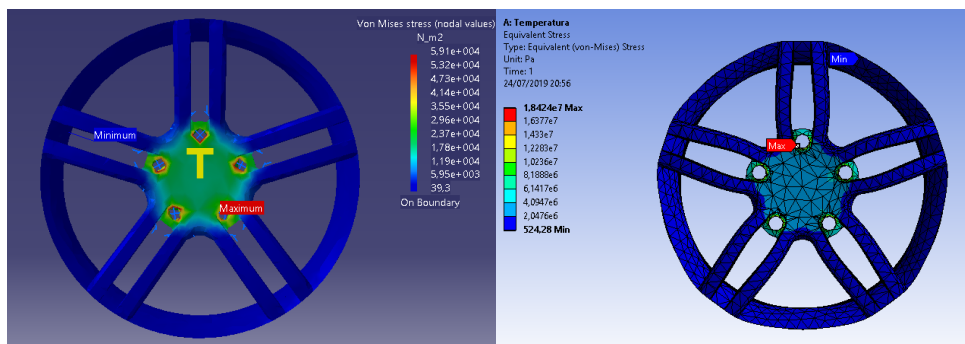 Von Mises stress (nodal values)
N_m2
5,91e+004
5,32e+004
4,73e+004
4,14e+004
3,55e+004
2,96e+004
2,37e+004
1,78e+004
1,19e+004
5,95e+003
39,3
On Boundary
Minimum
T
Maximum
A: Temperatura
Equivalent Stress
Type: Equivalent (von-Mises) Stress
Unit: Pa
Time: 1
24/07/2019 20:56
1,8424e7 Max
1,6377e7
1,433e7
1,2283e7
1,0236e7
8,1888e6
6,1417e6
4,0947e6
2,0476e6
524,28 Min
Min
Max